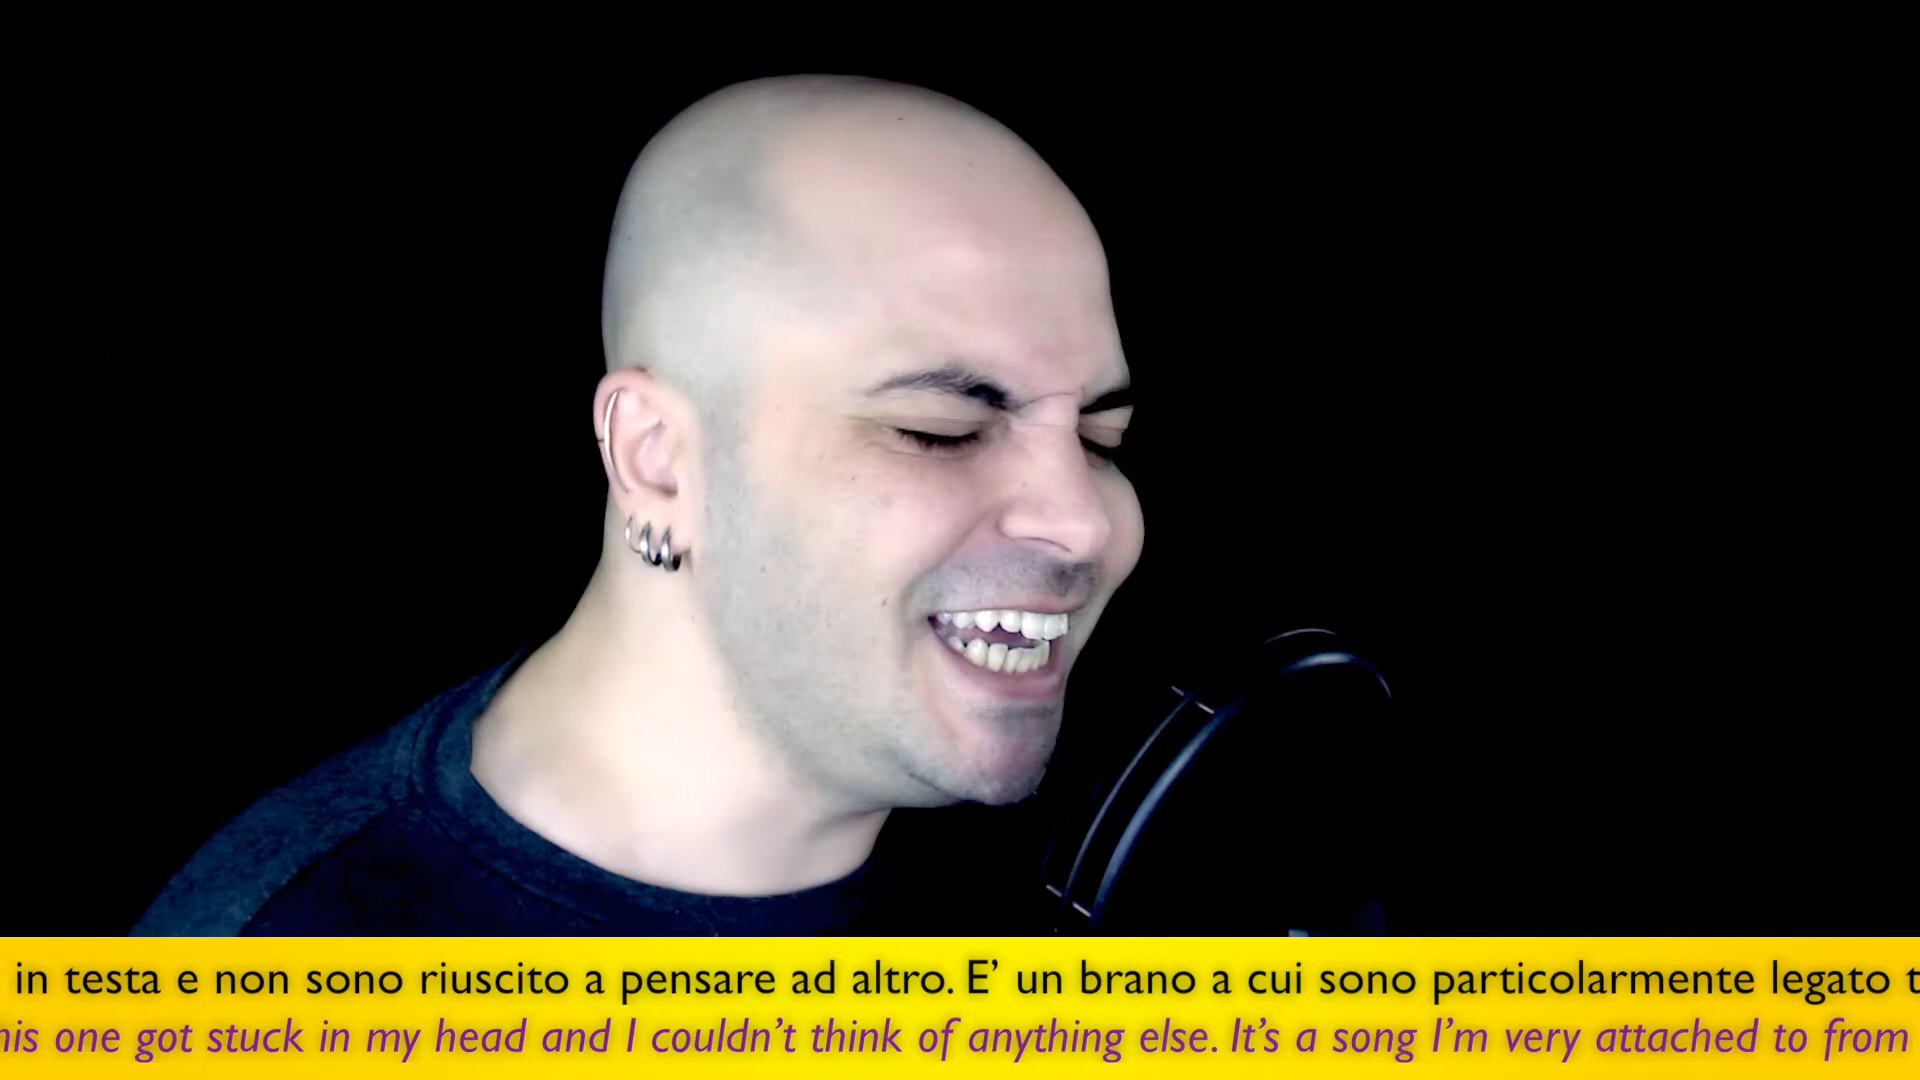 in testa e non sono riuscito a pensare ad altro. E’ un brano a cui sono particolarmente legato
one got stuck in my head and I couldn’t think of anything else. It’s a song I’m very attached to from